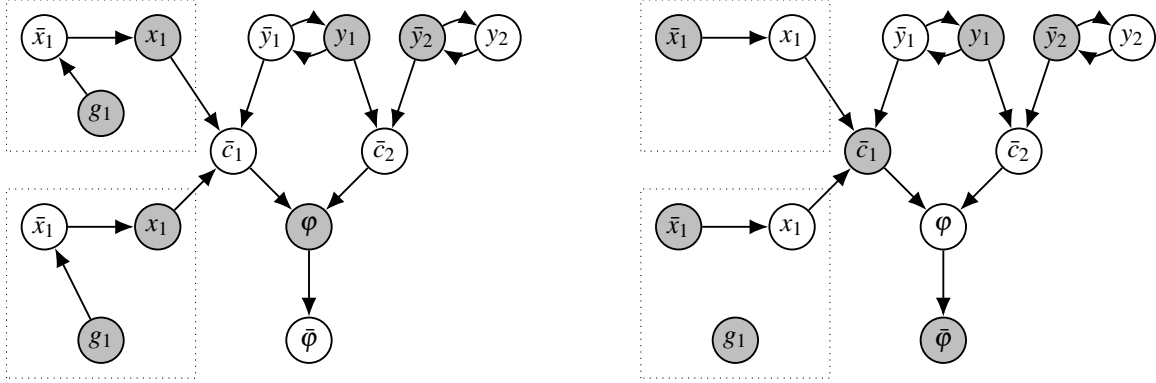 x̄₁ x₁ ȳ₁ y₁ ȳ₂ y₂ x̄₁ x₁ ȳ₁ y₁ ȳ₂ y₂
g₁
c̄₁ c̄₂ c̄₁ c̄₂
x̄₁ x₁ φ x̄₁ x₁ φ
g₁ φ̄ g₁ φ̄